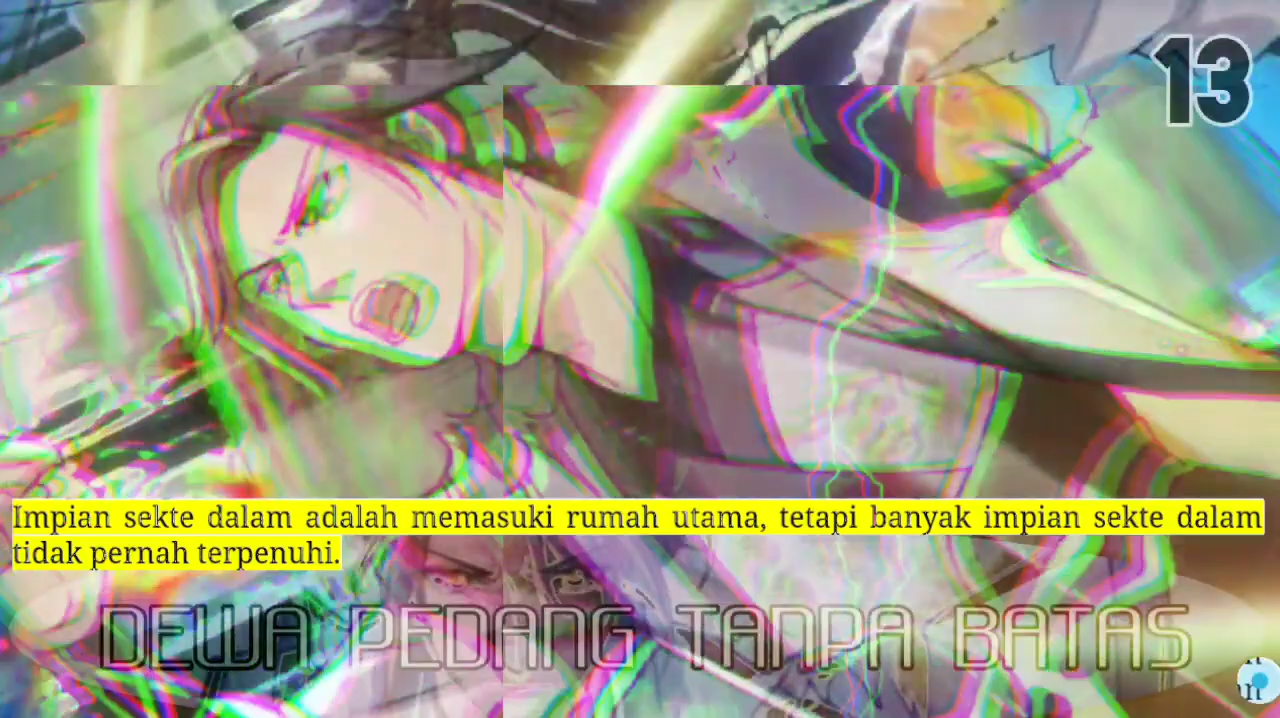 13
Impian sekte dalam adalah memasuki rumah utama, tetapi banyak impian sekte dalam
tidak pernah terpenuhi.
DEWA PEDANG TANPA BATAS